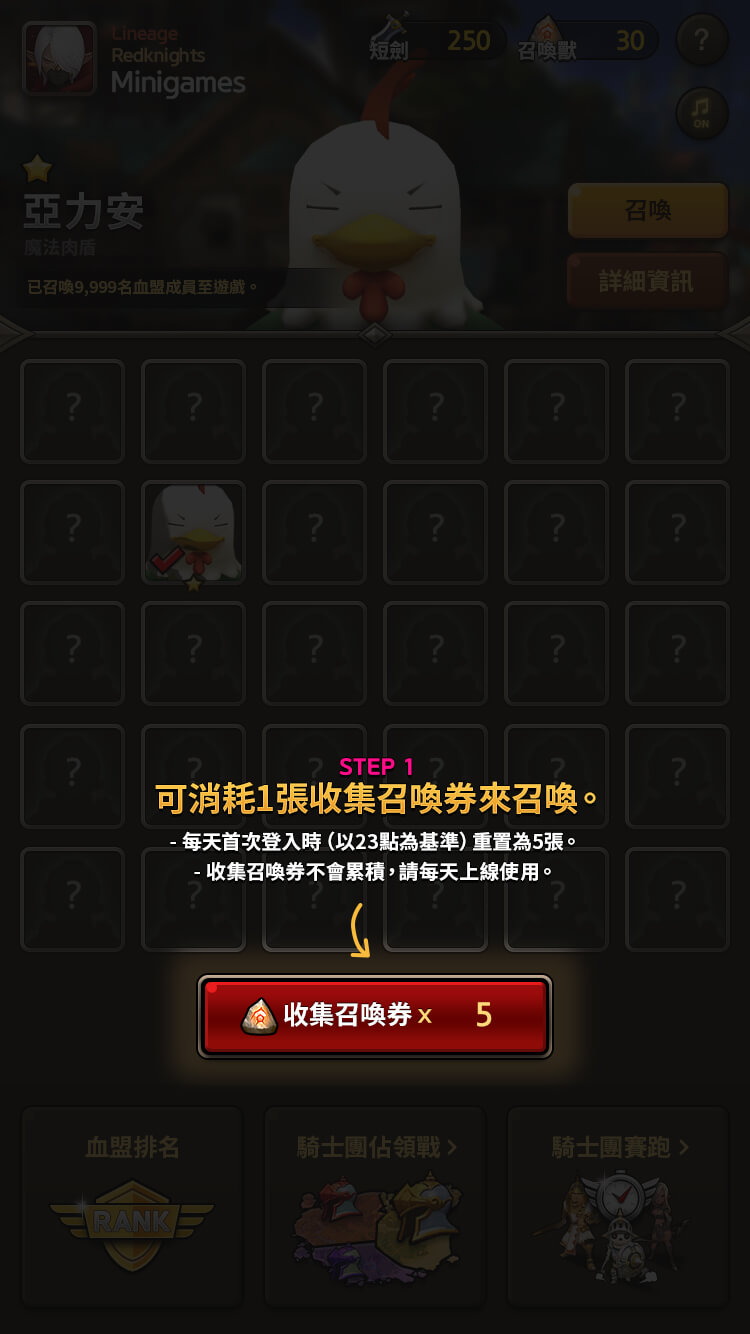 Lineage
Redknights
Minigames
短劍 250
召喚獸 30
?
ON
亞力安
魔法肉盾
已召喚9,999名血盟成員至遊戲。
召喚
詳細資訊
? ? ? ? ? ?
? ? ? ? ?
? ? ? ? ? ?
? ? ? ? ? ?
STEP 1
可消耗1張收集召喚券來召喚。
- 每天首次登入時 (以23點為基準) 重置為5張。
- 收集召喚券不會累積，請每天上線使用。
? ? ? ? ? ?
收集召喚券 x 5
血盟排名
騎士團佔領戰 >
騎士團賽跑 >
RANK